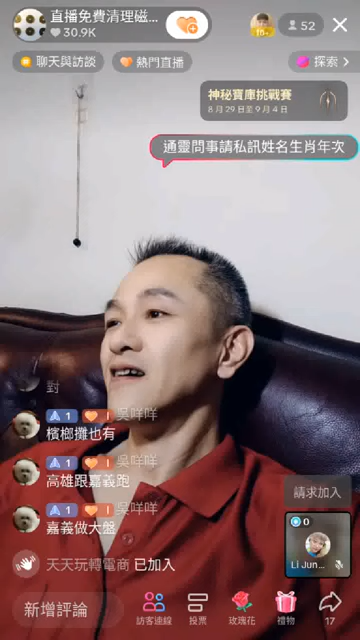 直播免費清理磁...
30.9K
52
聊天與訪談
熱門直播
探索
神秘寶庫挑戰賽
8月29日至9月4日
通靈問事請私訊姓名生肖年次
對
1 1 吳咩咩
檳榔攤也有
1 1 吳咩咩
高雄跟嘉義跑
1 1 吳咩咩
嘉義做大盤
天天玩轉電商 已加入
請求加入
0
Li Jun...
新增評論
訪客連線
投票
玫瑰花
禮物
17